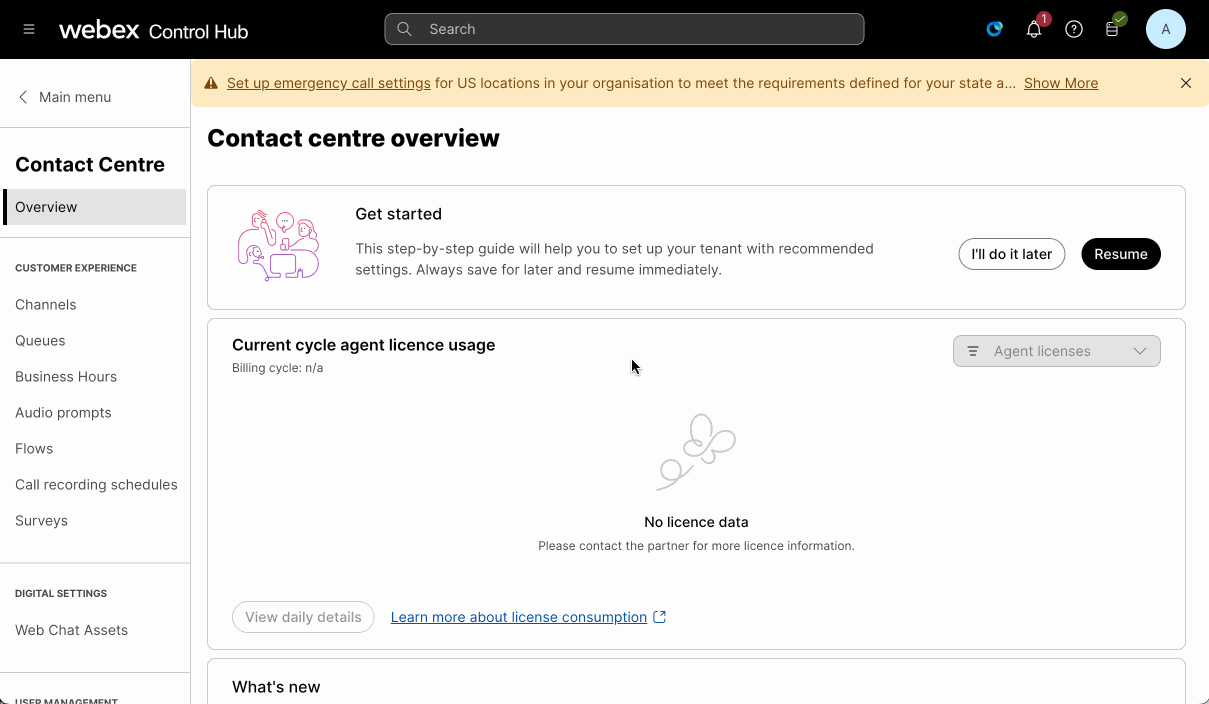 webex Control Hub
Search
1
A
Main menu
Set up emergency call settings for US locations in your organisation to meet the requirements defined for your state a... Show More
Contact Centre
Overview
CUSTOMER EXPERIENCE
Channels
Queues
Business Hours
Audio prompts
Flows
Call recording schedules
Surveys
DIGITAL SETTINGS
Web Chat Assets
USER MANAGEMENT
Contact centre overview
Get started
This step-by-step guide will help you to set up your tenant with recommended
settings. Always save for later and resume immediately.
I'll do it later
Resume
Current cycle agent licence usage
Billing cycle: n/a
Agent licenses
No licence data
Please contact the partner for more licence information.
View daily details
Learn more about license consumption
What's new